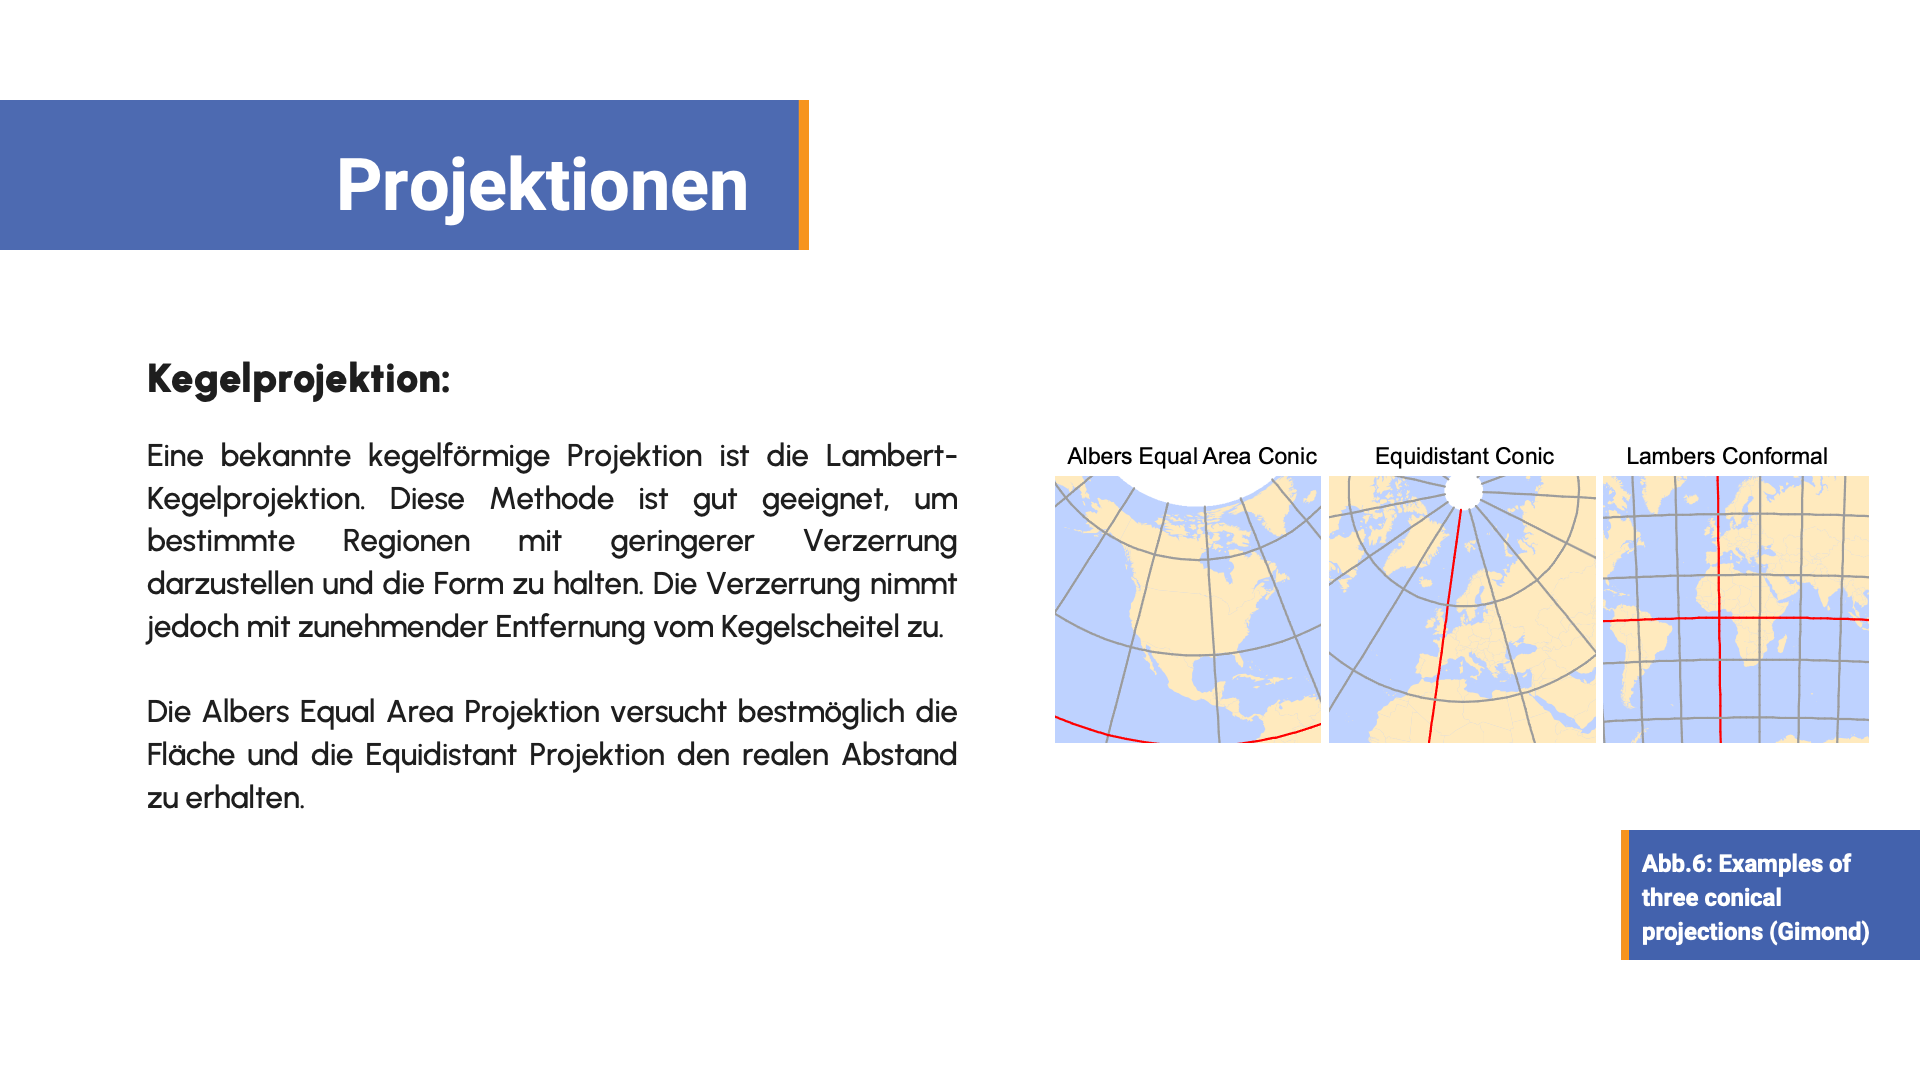 Projektionen
Kegelprojektion:
Eine bekannte kegelförmige Projektion ist die Lambert-
Kegelprojektion. Diese Methode ist gut geeignet, um
bestimmte Regionen mit geringerer Verzerrung
darzustellen und die Form zu halten. Die Verzerrung nimmt
jedoch mit zunehmender Entfernung vom Kegelscheitel zu.
Die Albers Equal Area Projektion versucht bestmöglich die
Fläche und die Equidistant Projektion den realen Abstand
zu erhalten.
Albers Equal Area Conic
Equidistant Conic
Lambers Conformal
Abb.6: Examples of
three conical
projections (Gimond)